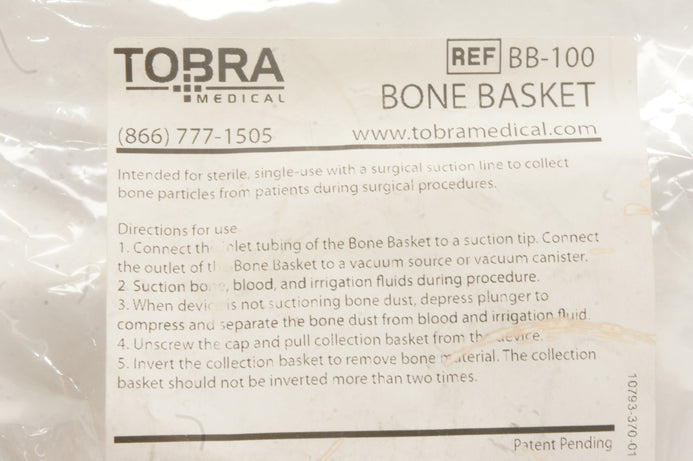 TOBRA
MEDICAL
REF BB-100
BONE BASKET
(866) 777-1505
www.tobramedical.com
Intended for sterile, single-use with a surgical suction line to collect
bone particles from patients during surgical procedures.
Directions for use
1. Connect the inlet tubing of the Bone Basket to a suction tip. Connect
the outlet of the Bone Basket to a vacuum source or vacuum canister.
2. Suction bone, blood, and irrigation fluids during procedure.
3. When device is not suctioning bone dust, depress plunger to
compress and separate the bone dust from blood and irrigation fluid.
4. Unscrew the cap and pull collection basket from the device.
5. Invert the collection basket to remove bone material. The collection
basket should not be inverted more than two times.
10793-370-01
Patent Pending